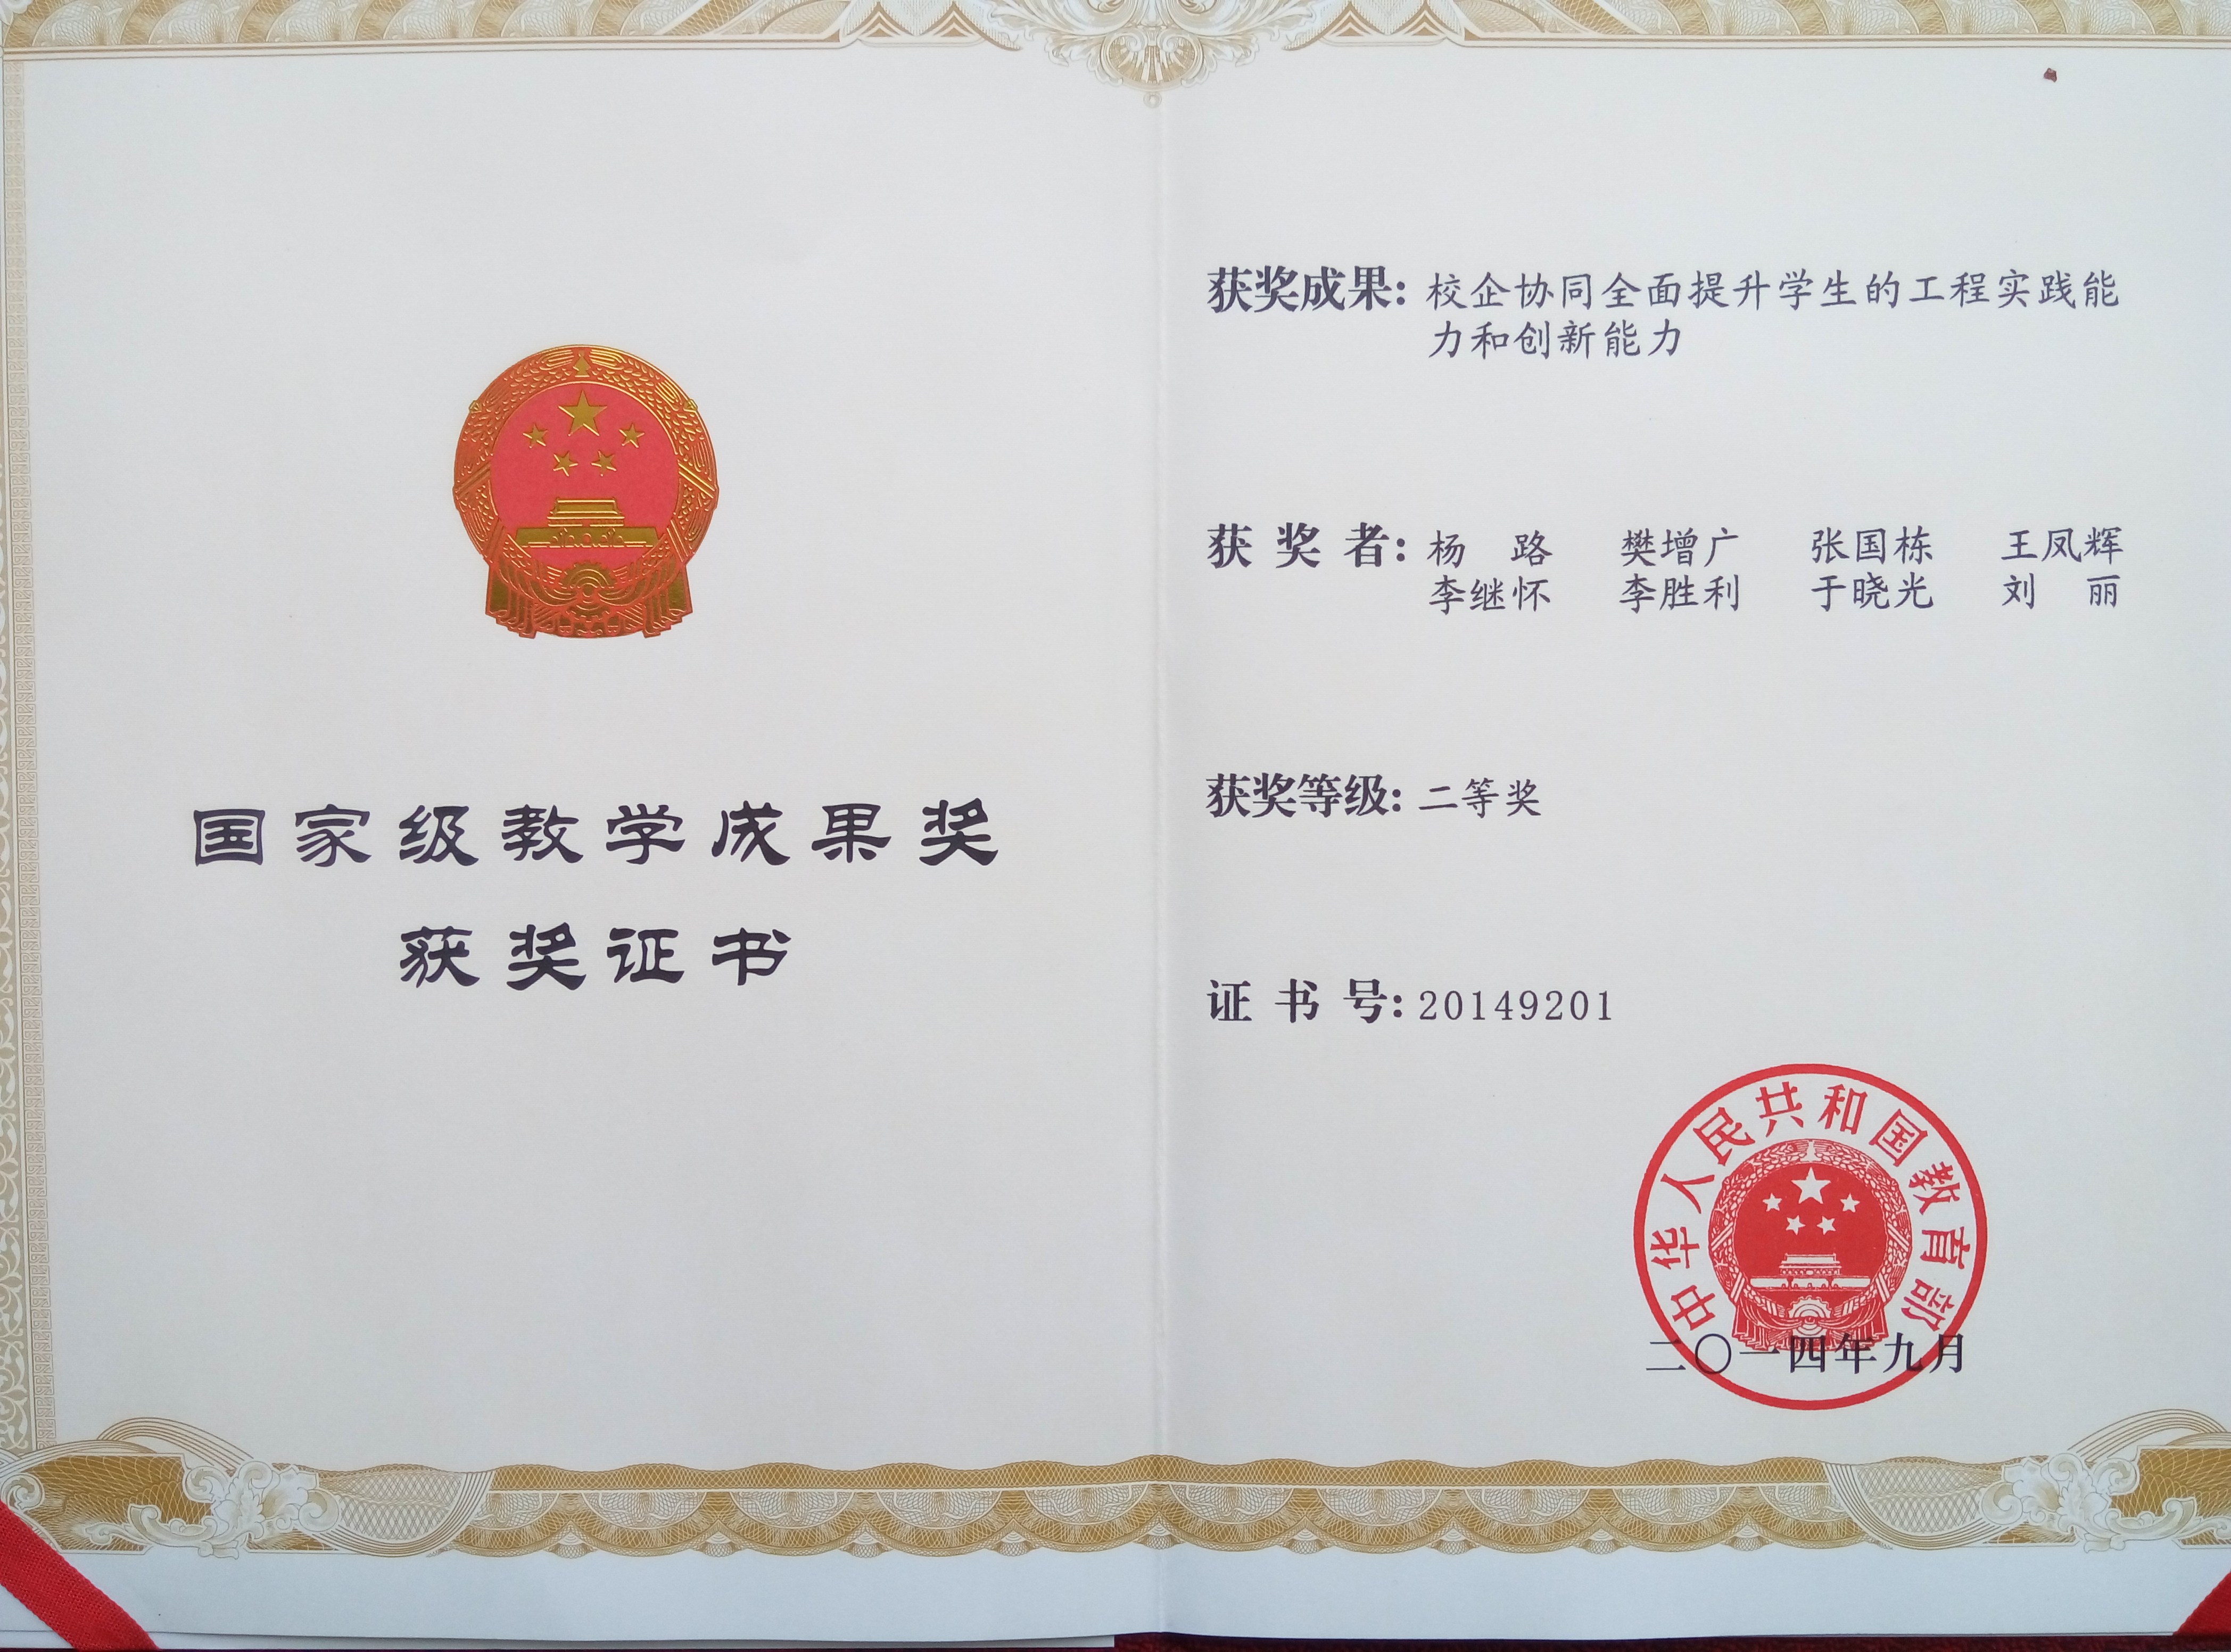 国家级教学成果奖
获奖证书
获奖成果：校企协同全面提升学生的工程实践能
力和创新能力
获奖者：杨路 樊增广 张国栋 王凤辉
李继怀 李胜利 于晓光 刘丽
获奖等级：二等奖
证书号：20149201
中华人民共和国教育部
二〇一四年九月